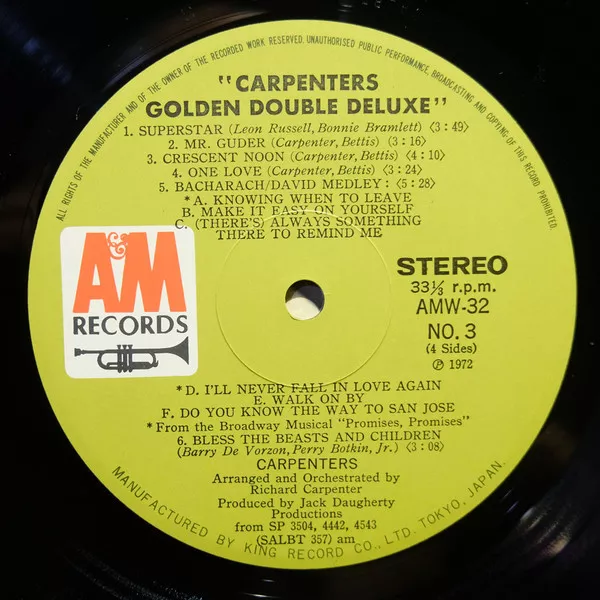 ALL RIGHTS OF THE MANUFACTURER AND OF THE OWNER OF THE RECORDED WORK RESERVED. UNAUTHORISED PUBLIC PERFORMANCE, BROADCASTING AND COPYING OF THIS RECORD PROHIBITED.
"CARPENTERS
GOLDEN DOUBLE DELUXE"
1. SUPERSTAR (Leon Russell, Bonnie Bramlett) ⟨3:49⟩
2. MR. GUDER (Carpenter, Bettis) ⟨3:16⟩
3. CRESCENT NOON (Carpenter, Bettis) ⟨4:10⟩
4. ONE LOVE (Carpenter, Bettis) ⟨3:24⟩
5. BACHARACH/DAVID MEDLEY: ⟨5:28⟩
*A. KNOWING WHEN TO LEAVE
B. MAKE IT EASY ON YOURSELF
C. (THERE'S) ALWAYS SOMETHING
THERE TO REMIND ME
A&M
RECORDS
STEREO
33⅓ r.p.m.
AMW-32
NO. 3
(4 Sides)
Ⓟ 1972
*D. I'LL NEVER FALL IN LOVE AGAIN
E. WALK ON BY
F. DO YOU KNOW THE WAY TO SAN JOSE
*From the Broadway Musical "Promises, Promises"
6. BLESS THE BEASTS AND CHILDREN
(Barry De Vorzon, Perry Botkin, Jr.) ⟨3:08⟩
CARPENTERS
Arranged and Orchestrated by
Richard Carpenter
Produced by Jack Daugherty
Productions
from SP 3504, 4442, 4543
(SALBT 357) am
MANUFACTURED BY KING RECORD CO., LTD. TOKYO, JAPAN.